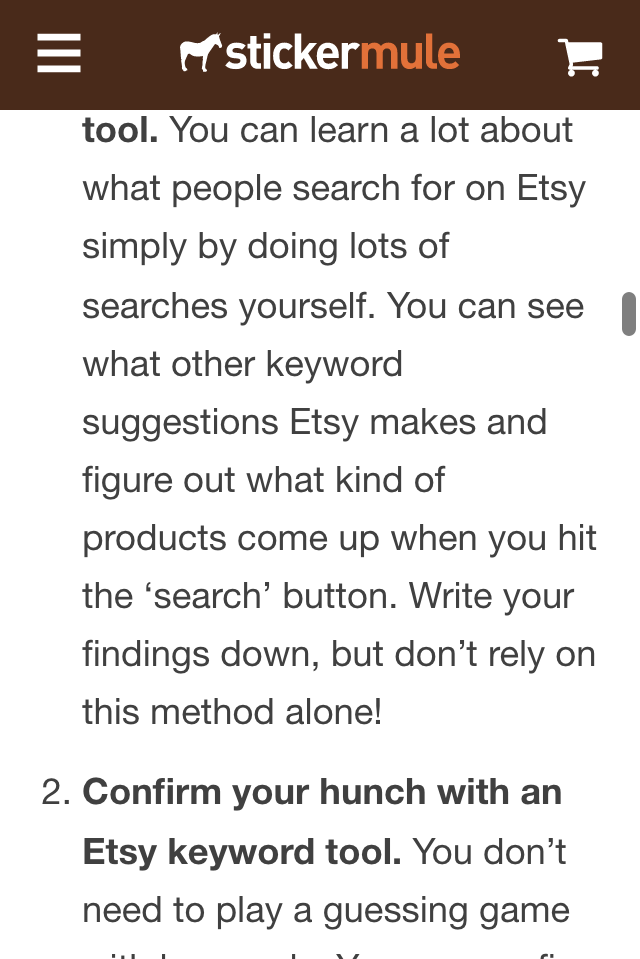 stickermule
tool. You can learn a lot about
what people search for on Etsy
simply by doing lots of
searches yourself. You can see
what other keyword
suggestions Etsy makes and
figure out what kind of
products come up when you hit
the ‘search’ button. Write your
findings down, but don’t rely on
this method alone!
2. Confirm your hunch with an
Etsy keyword tool. You don’t
need to play a guessing game